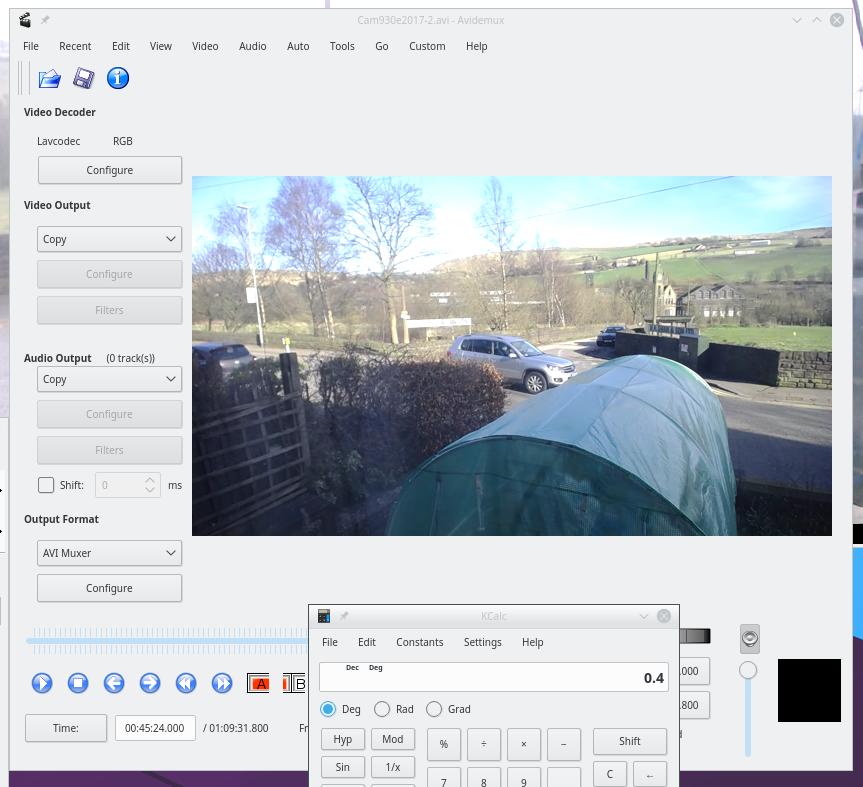 Cam930e2017-2.avi - Avidemux
File Recent Edit View Video Audio Auto Tools Go Custom Help
Video Decoder
Lavcodec RGB
Configure
Video Output
Copy
Configure
Filters
Audio Output (0 track(s))
Copy
Configure
Filters
Shift: 0 ms
Output Format
AVI Muxer
Configure
A B
Time: 00:45:24.000 / 01:09:31.800 Fr
.000
.800
KCalc
File Edit Constants Settings Help
Dec Deg
0.4
Deg Rad Grad
Hyp Mod % ÷ × − Shift
Sin 1/x 7 8 9 C ←